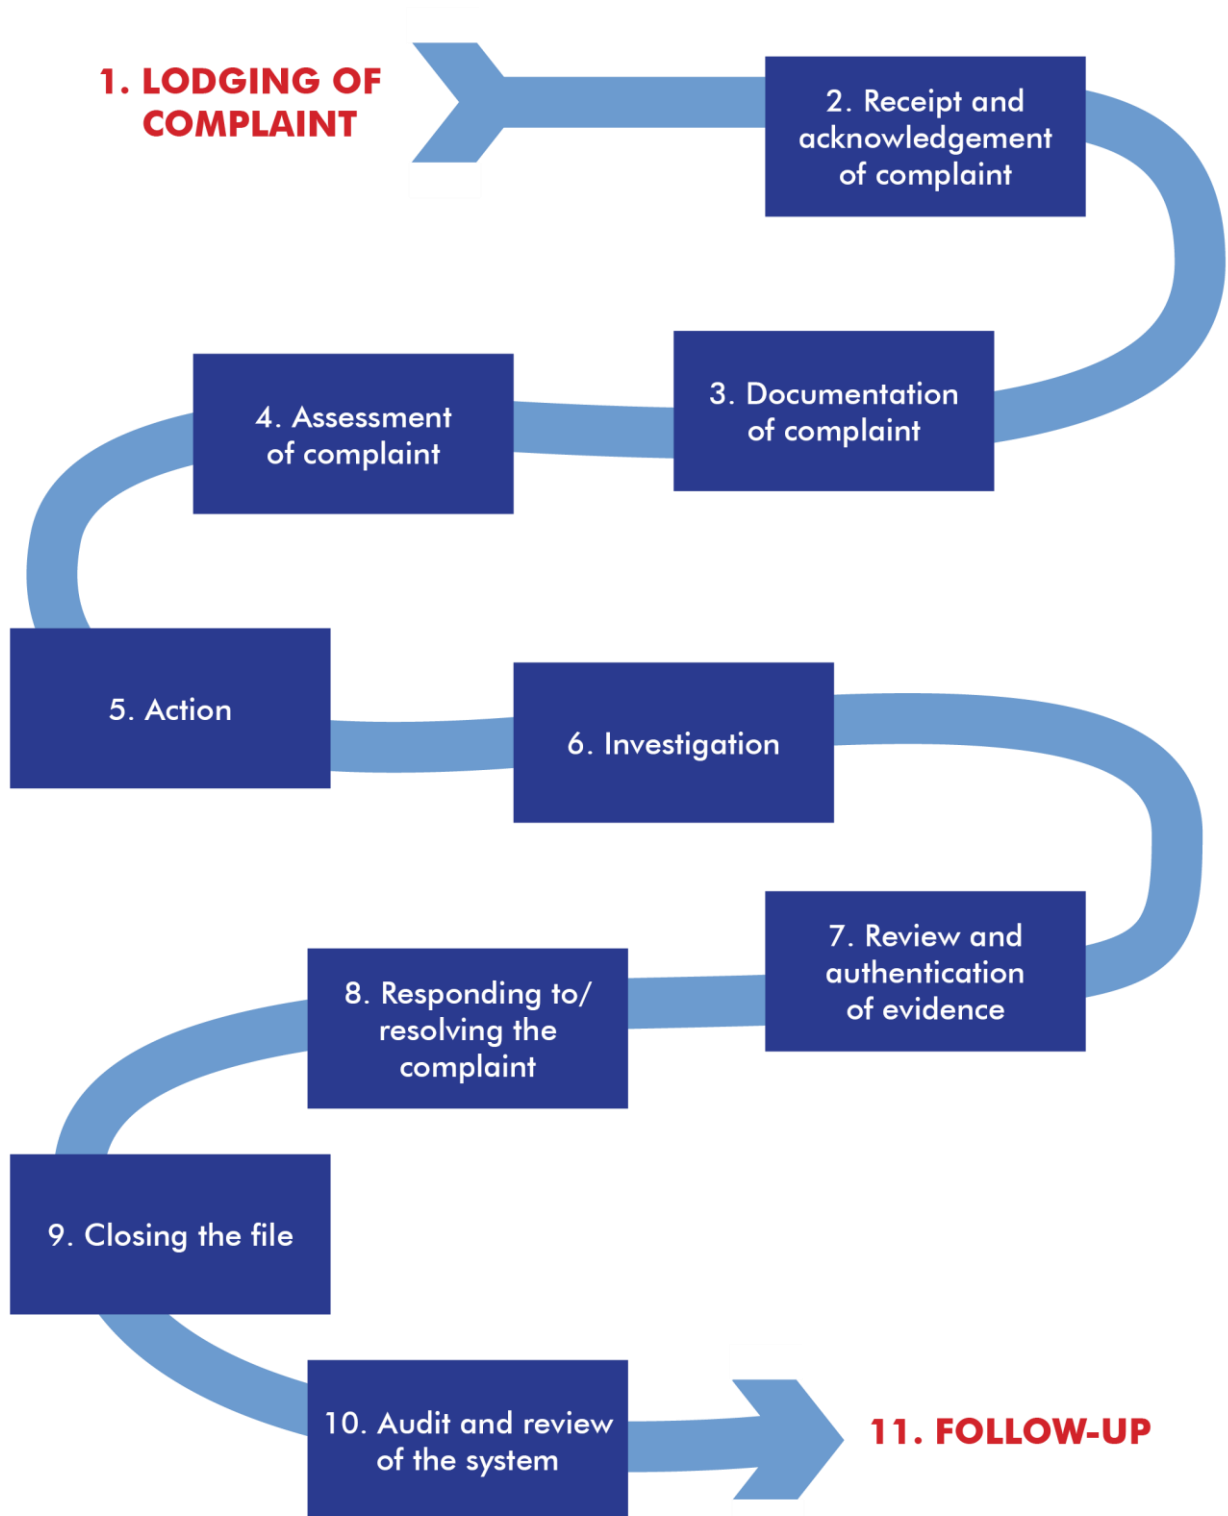 1. LODGING OF
COMPLAINT
2. Receipt and
acknowledgement
of complaint
3. Documentation
of complaint
4. Assessment
of complaint
5. Action
6. Investigation
7. Review and
authentication
of evidence
8. Responding to/
resolving the
complaint
9. Closing the file
10. Audit and review
of the system
11. FOLLOW-UP